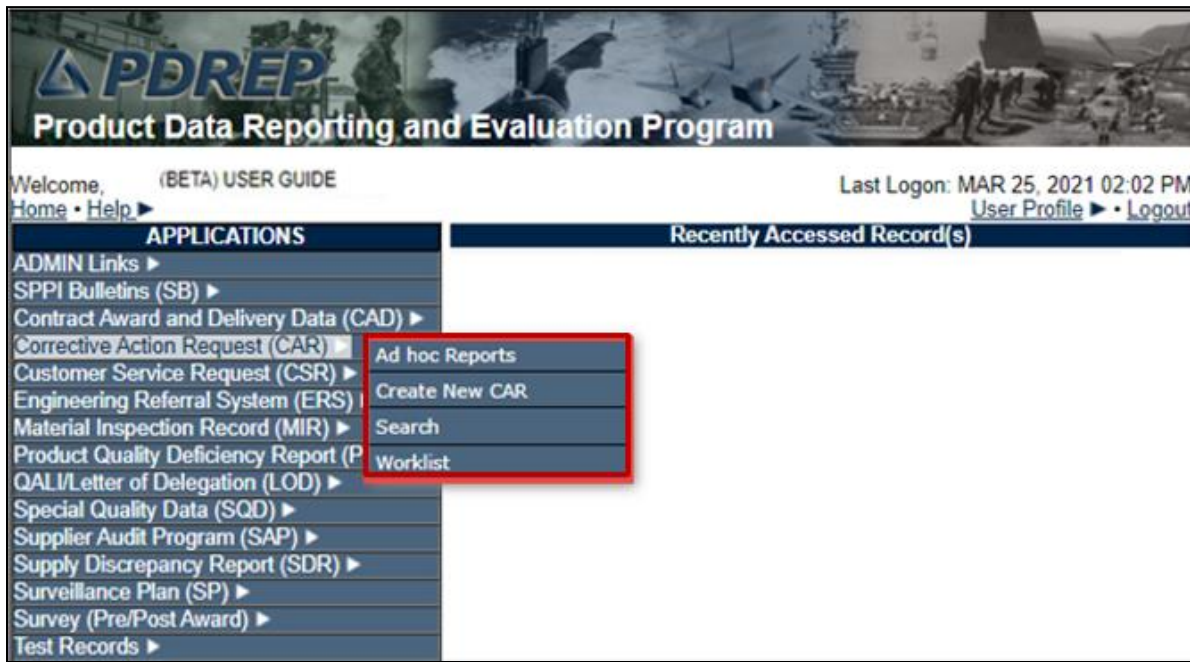 PDREP
Product Data Reporting and Evaluation Program
Welcome, (BETA) USER GUIDE
Last Logon: MAR 25, 2021 02:02 PM
Home • Help ►
User Profile ► • Logout
APPLICATIONS
Recently Accessed Record(s)
ADMIN Links ►
SPPI Bulletins (SB) ►
Contract Award and Delivery Data (CAD) ►
Corrective Action Request (CAR) ►
Customer Service Request (CSR) ►
Engineering Referral System (ERS)
Material Inspection Record (MIR) ►
Product Quality Deficiency Report (P
QALI/Letter of Delegation (LOD) ►
Special Quality Data (SQD) ►
Supplier Audit Program (SAP) ►
Supply Discrepancy Report (SDR) ►
Surveillance Plan (SP) ►
Survey (Pre/Post Award) ►
Test Records ►
Ad hoc Reports
Create New CAR
Search
Worklist